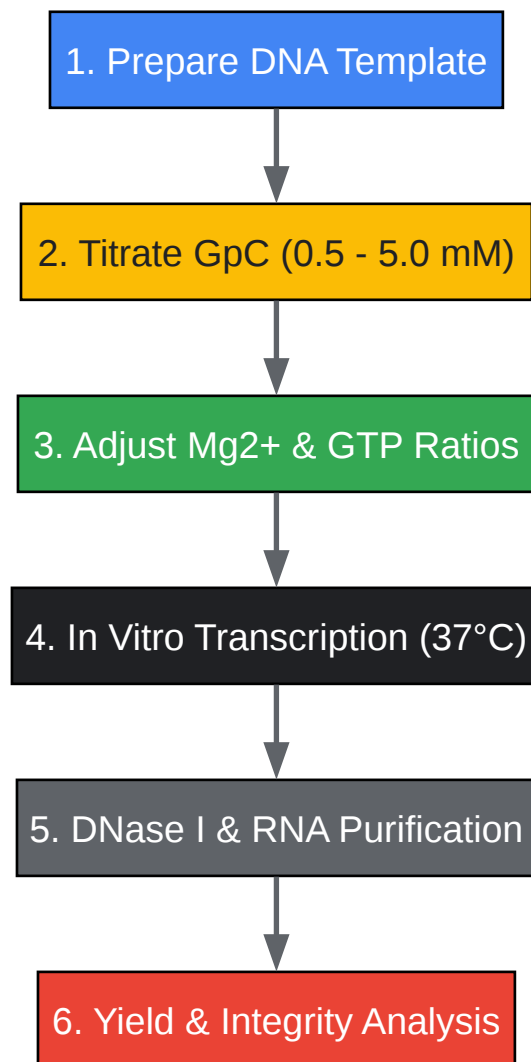 1. Prepare DNA Template
2. Titrate GpC (0.5 - 5.0 mM)
3. Adjust Mg2+ & GTP Ratios
4. In Vitro Transcription (37°C)
5. DNase I & RNA Purification
6. Yield & Integrity Analysis